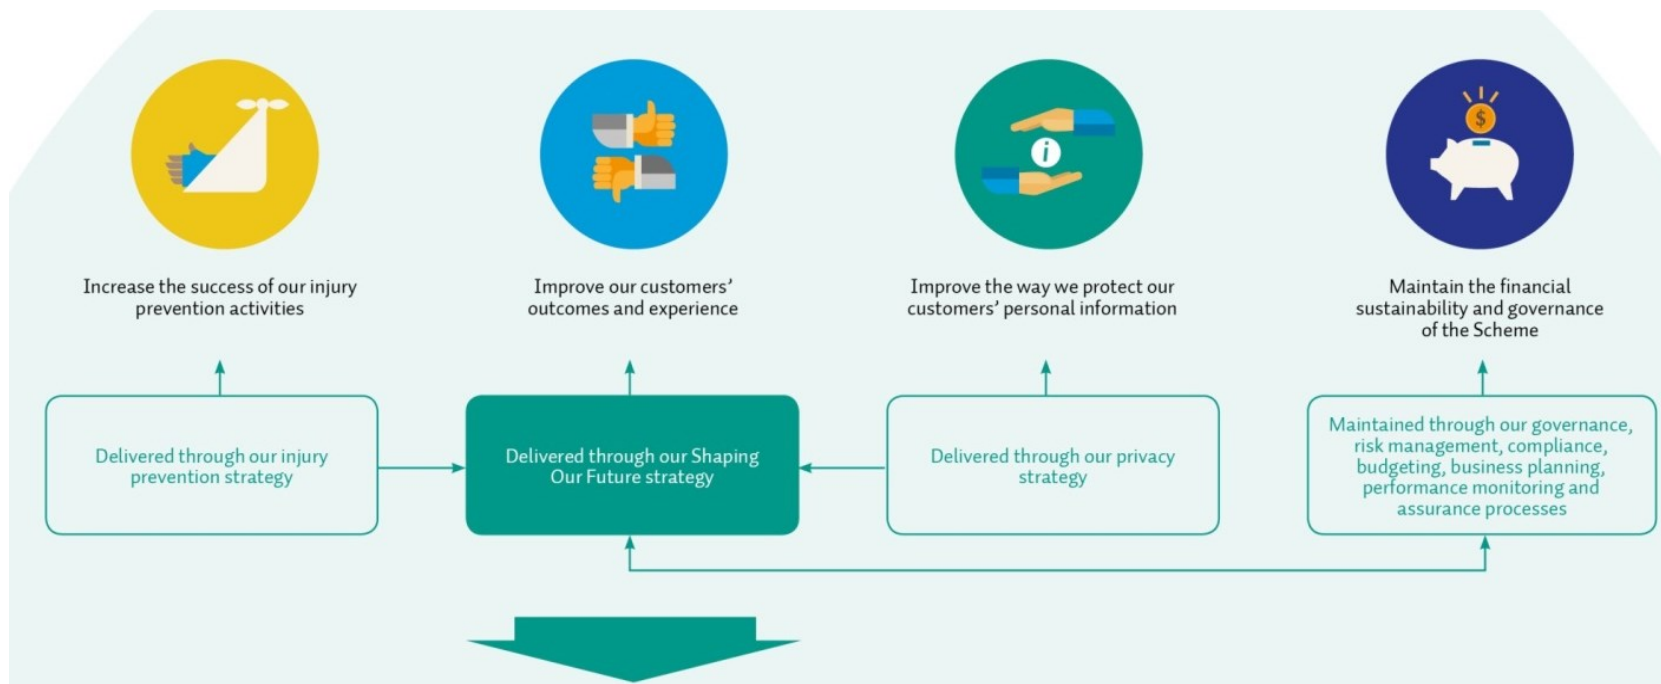 i
$
Increase the success of our injury
prevention activities
Improve our customers’
outcomes and experience
Improve the way we protect our
customers’ personal information
Maintain the financial
sustainability and governance
of the Scheme
Delivered through our injury
prevention strategy
Delivered through our Shaping
Our Future strategy
Delivered through our privacy
strategy
Maintained through our governance,
risk management, compliance,
budgeting, business planning,
performance monitoring and
assurance processes